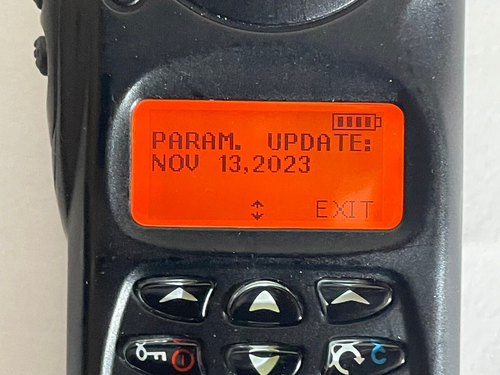 PARAM. UPDATE:
NOV 13,2023
EXIT